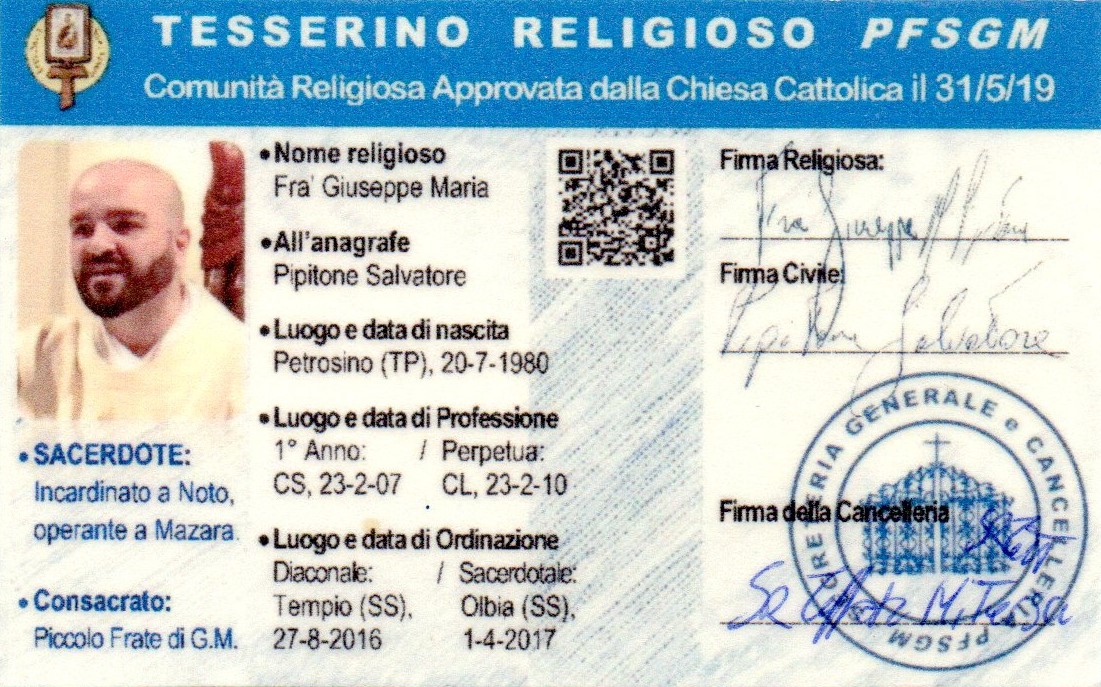 TESSERINO RELIGIOSO PFSGM
Comunità Religiosa Approvata dalla Chiesa Cattolica il 31/5/19
•Nome religioso
Fra' Giuseppe Maria
•All'anagrafe
Pipitone Salvatore
•Luogo e data di nascita
Petrosino (TP), 20-7-1980
•Luogo e data di Professione
1° Anno: / Perpetua:
CS, 23-2-07 CL, 23-2-10
•Luogo e data di Ordinazione
Diaconale: / Sacerdotale:
Tempio (SS), Olbia (SS),
27-8-2016 1-4-2017
•SACERDOTE:
Incardinato a Noto,
operante a Mazara.
•Consacrato:
Piccolo Frate di G.M.
Firma Religiosa:
Fra Giuseppe
Firma Civile:
Pipitone Salvatore
Firma della Cancelleria
GENERALE e CANCELLERIA
PFSGM